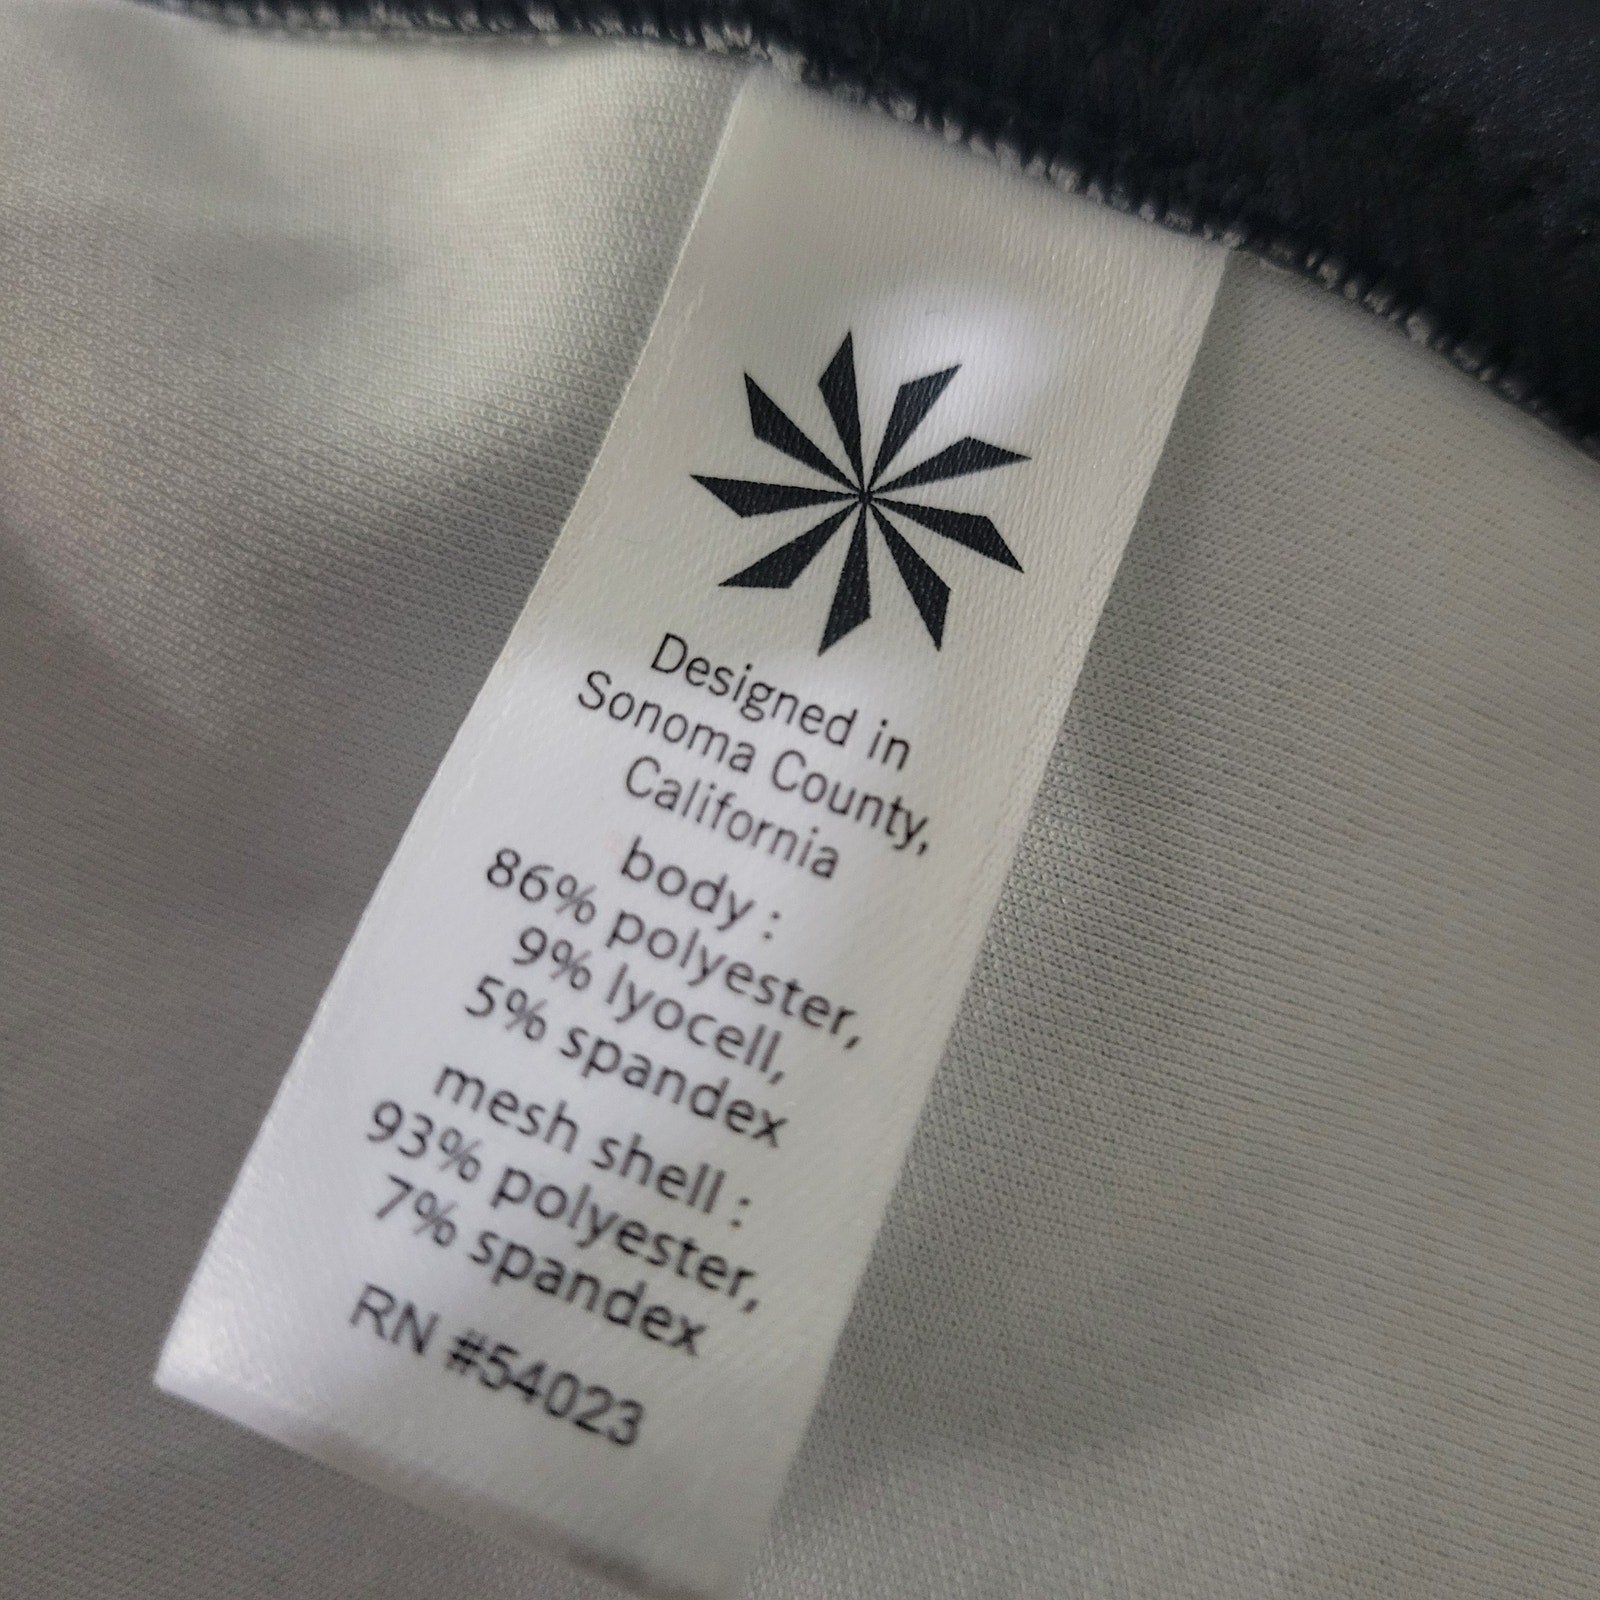 Designed in
Sonoma County,
California
body :
86% polyester,
9% lyocell,
5% spandex
mesh shell :
93% polyester,
7% spandex
RN #54023